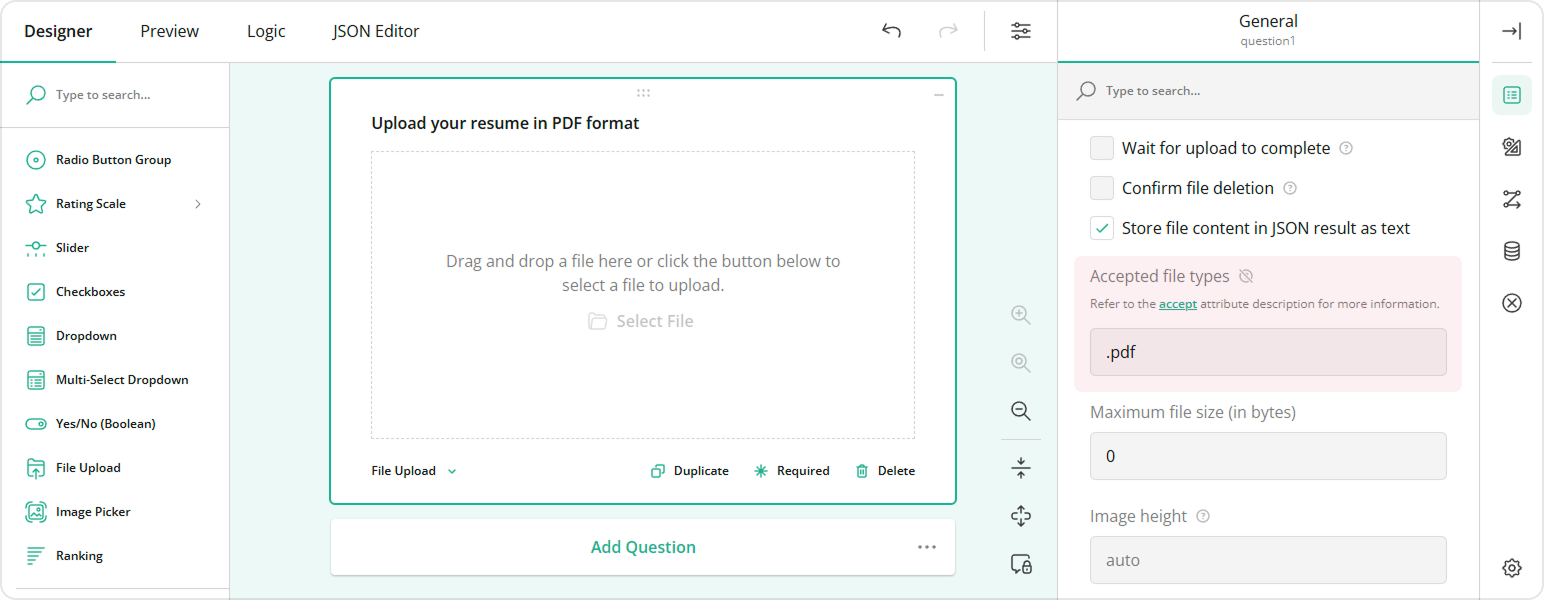 Designer
Preview
Logic
JSON Editor
General
question1
Type to search...
Radio Button Group
Rating Scale
Slider
Checkboxes
Dropdown
Multi-Select Dropdown
Yes/No (Boolean)
File Upload
Image Picker
Ranking
Upload your resume in PDF format
Drag and drop a file here or click the button below to
select a file to upload.
Select File
File Upload
Duplicate
Required
Delete
Add Question
Type to search...
Wait for upload to complete
Confirm file deletion
Store file content in JSON result as text
Accepted file types
Refer to the accept attribute description for more information.
.pdf
Maximum file size (in bytes)
0
Image height
auto